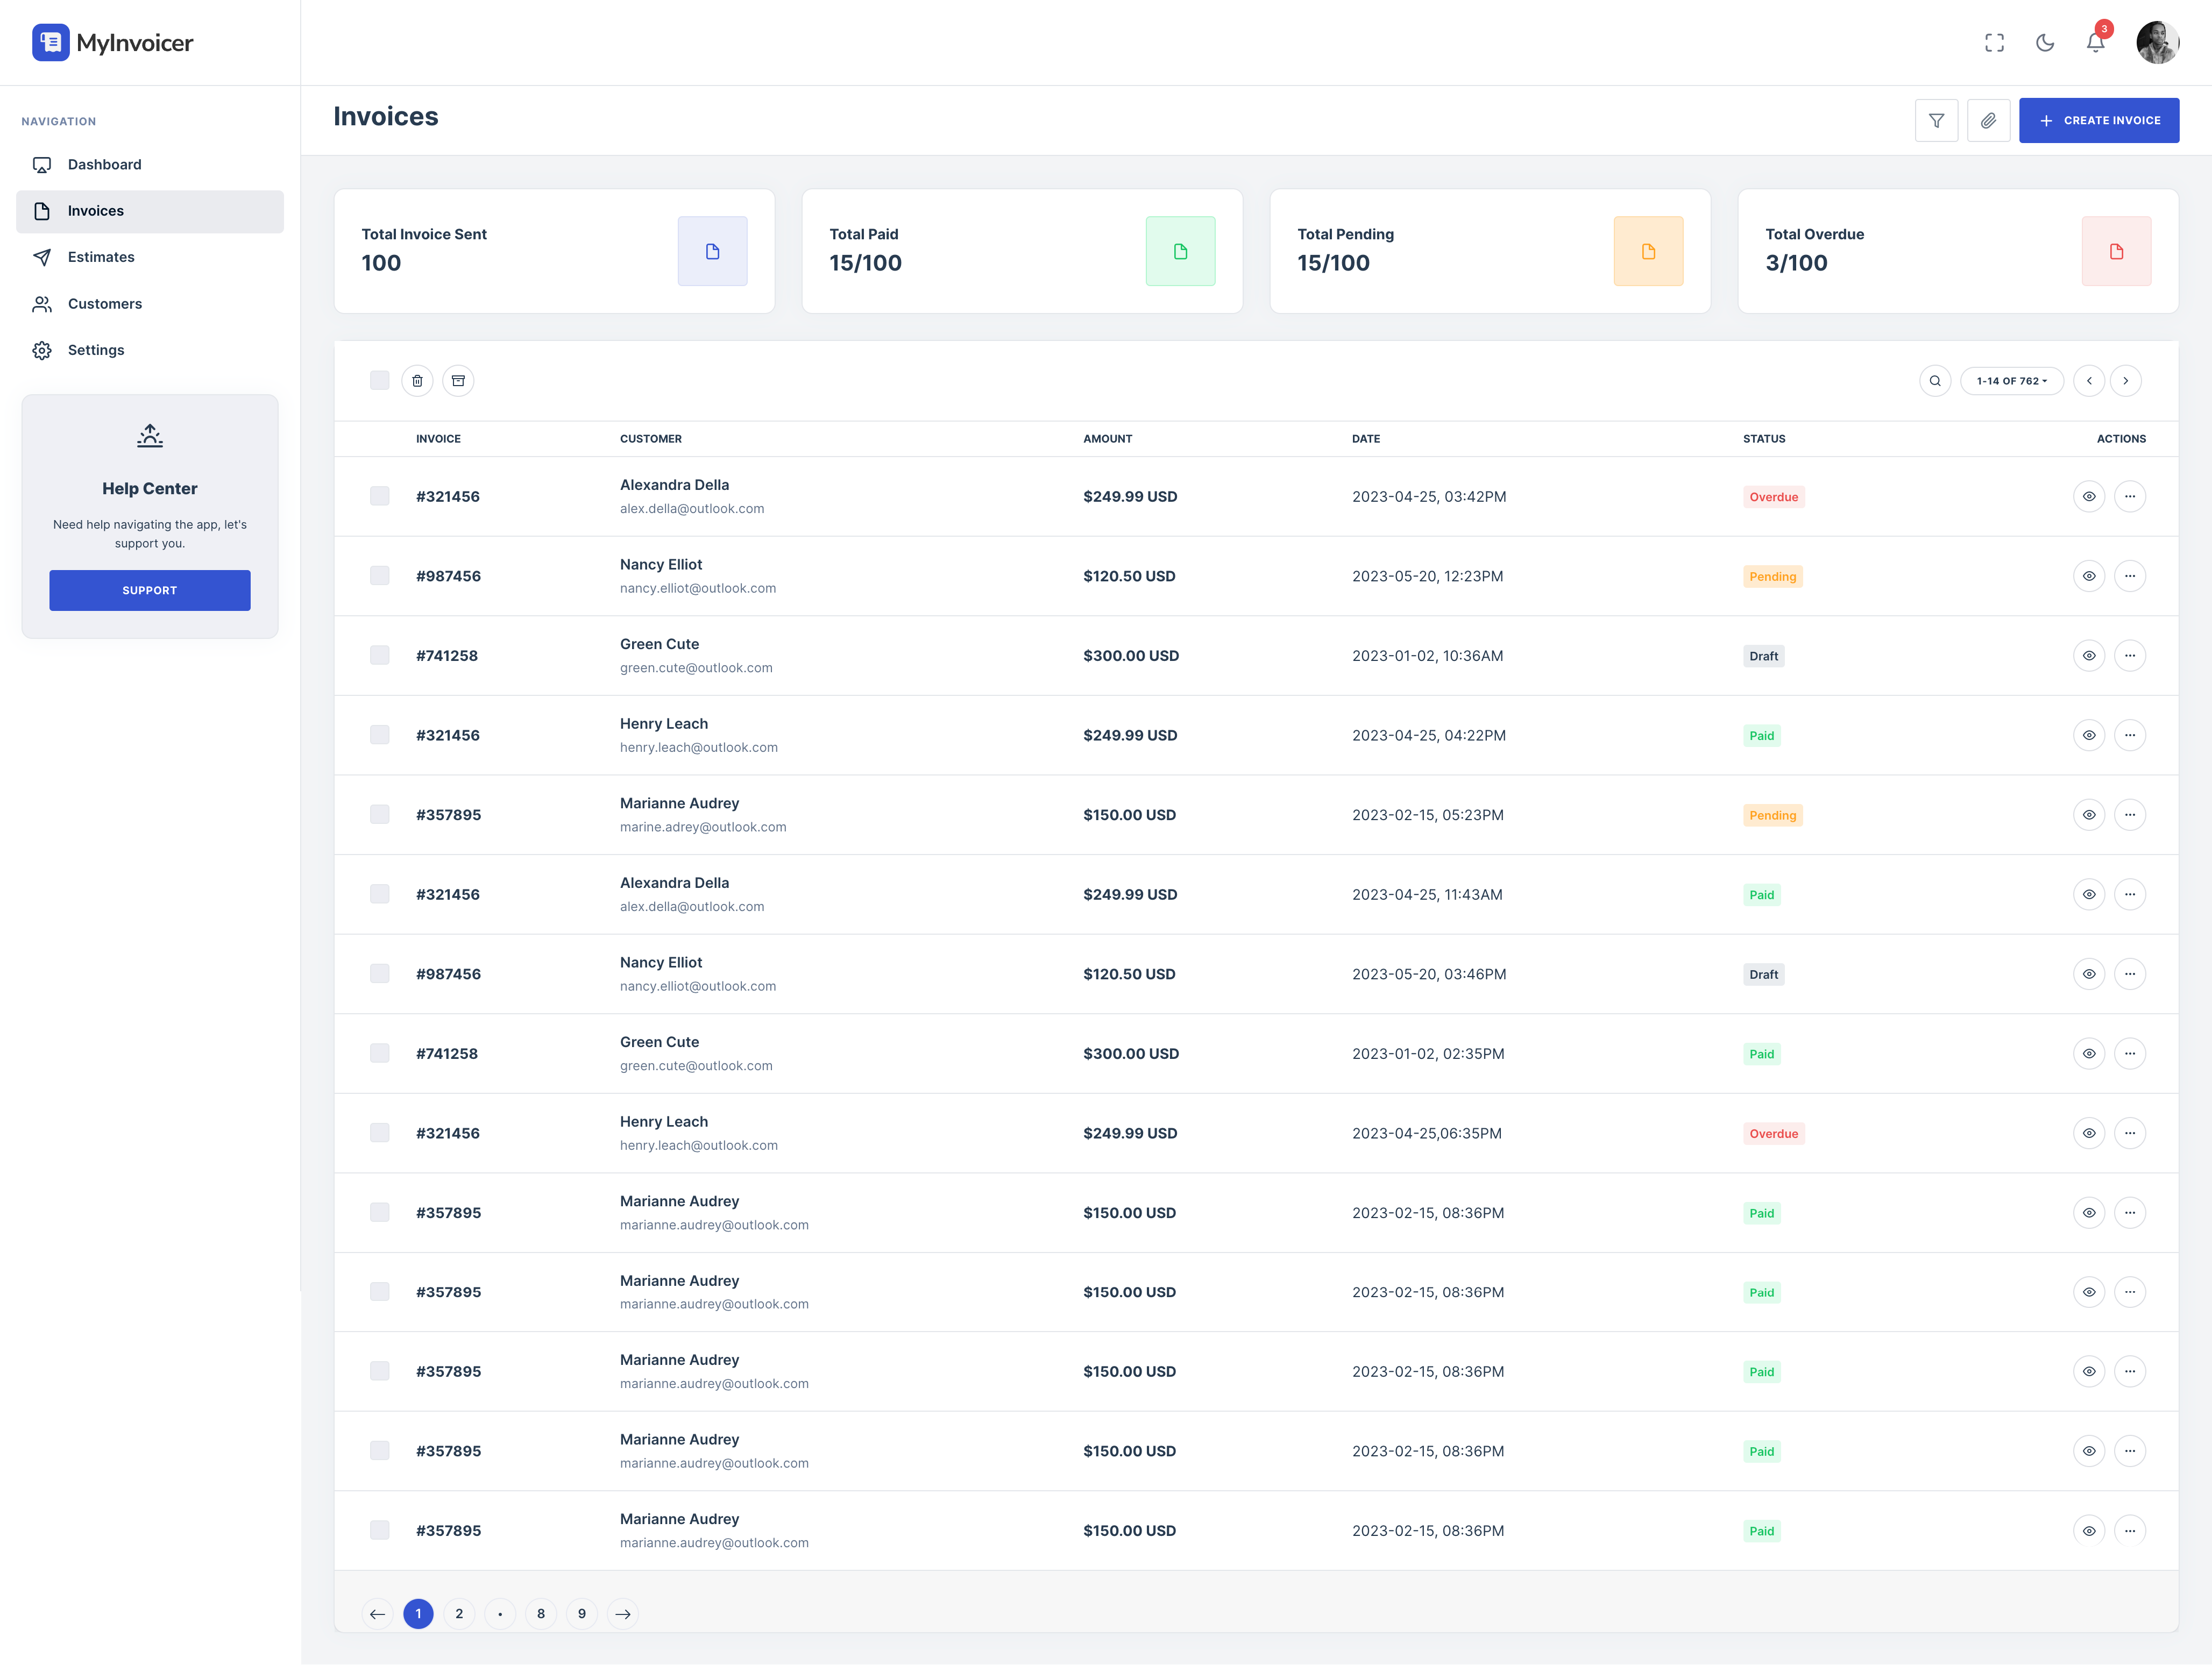 MyInvoicer
3
NAVIGATION
Dashboard
Invoices
Estimates
Customers
Settings
Help Center
Need help navigating the app, let's
support you.
SUPPORT
Invoices
CREATE INVOICE
Total Invoice Sent
100
Total Paid
15/100
Total Pending
15/100
Total Overdue
3/100
1-14 OF 762
INVOICE CUSTOMER AMOUNT DATE STATUS ACTIONS
Alexandra Della
#321456 $249.99 USD 2023-04-25, 03:42PM Overdue
alex.della@outlook.com
Nancy Elliot
#987456 $120.50 USD 2023-05-20, 12:23PM Pending
nancy.elliot@outlook.com
Green Cute
#741258 $300.00 USD 2023-01-02, 10:36AM Draft
green.cute@outlook.com
Henry Leach
#321456 $249.99 USD 2023-04-25, 04:22PM Paid
henry.leach@outlook.com
Marianne Audrey
#357895 $150.00 USD 2023-02-15, 05:23PM Pending
marine.adrey@outlook.com
Alexandra Della
#321456 $249.99 USD 2023-04-25, 11:43AM Paid
alex.della@outlook.com
Nancy Elliot
#987456 $120.50 USD 2023-05-20, 03:46PM Draft
nancy.elliot@outlook.com
Green Cute
#741258 $300.00 USD 2023-01-02, 02:35PM Paid
green.cute@outlook.com
Henry Leach
#321456 $249.99 USD 2023-04-25,06:35PM Overdue
henry.leach@outlook.com
Marianne Audrey
#357895 $150.00 USD 2023-02-15, 08:36PM Paid
marianne.audrey@outlook.com
Marianne Audrey
#357895 $150.00 USD 2023-02-15, 08:36PM Paid
marianne.audrey@outlook.com
Marianne Audrey
#357895 $150.00 USD 2023-02-15, 08:36PM Paid
marianne.audrey@outlook.com
Marianne Audrey
#357895 $150.00 USD 2023-02-15, 08:36PM Paid
marianne.audrey@outlook.com
Marianne Audrey
#357895 $150.00 USD 2023-02-15, 08:36PM Paid
marianne.audrey@outlook.com
← 1 2 • 8 9 →